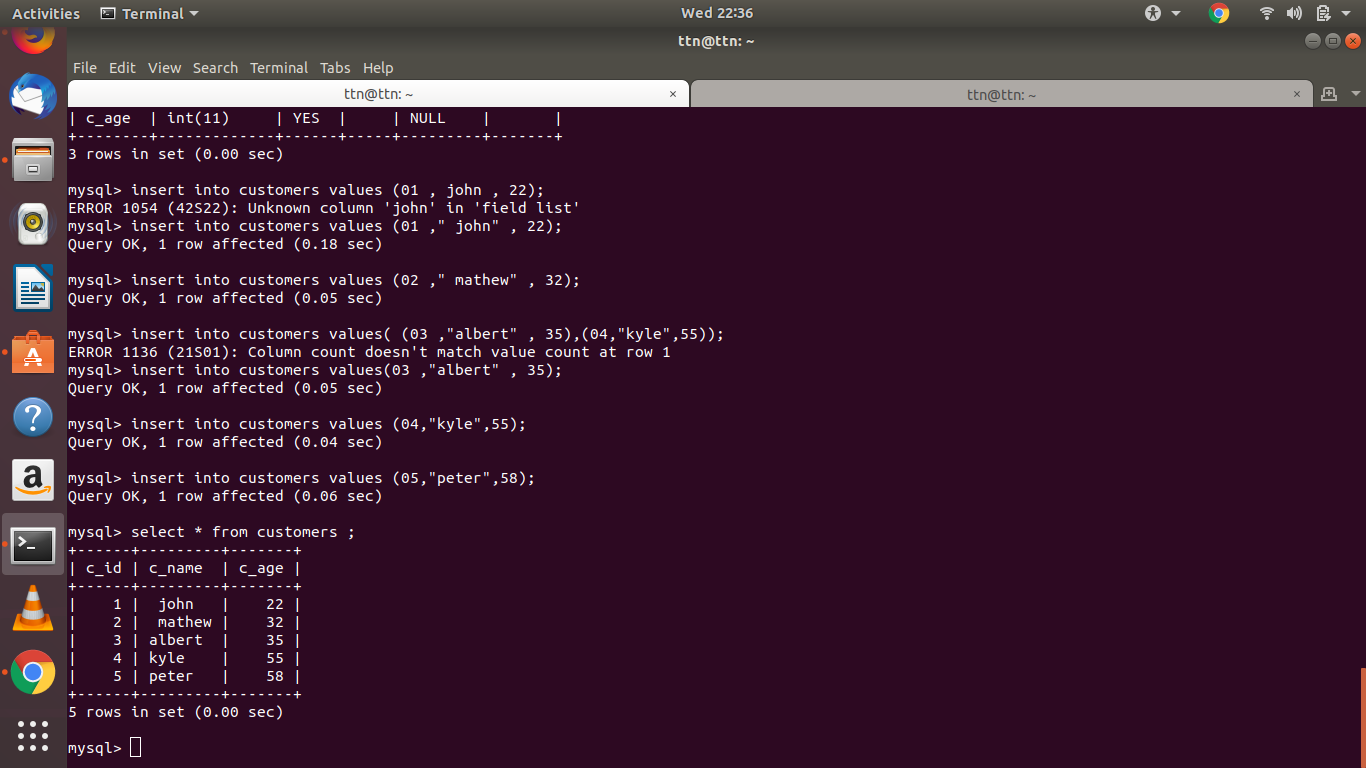 Activities Terminal Wed 22:36
ttn@ttn: ~
File Edit View Search Terminal Tabs Help
ttn@ttn: ~ × ttn@ttn: ~ ×
| c_age  | int(11)     | YES  |     | NULL    |       |
+--------+-------------+------+-----+---------+-------+
3 rows in set (0.00 sec)
mysql> insert into customers values (01 , john , 22);
ERROR 1054 (42S22): Unknown column 'john' in 'field list'
mysql> insert into customers values (01 ," john" , 22);
Query OK, 1 row affected (0.18 sec)
mysql> insert into customers values (02 ," mathew" , 32);
Query OK, 1 row affected (0.05 sec)
mysql> insert into customers values( (03 ,"albert" , 35),(04,"kyle",55));
ERROR 1136 (21S01): Column count doesn't match value count at row 1
mysql> insert into customers values(03 ,"albert" , 35);
Query OK, 1 row affected (0.05 sec)
mysql> insert into customers values (04,"kyle",55);
Query OK, 1 row affected (0.04 sec)
mysql> insert into customers values (05,"peter",58);
Query OK, 1 row affected (0.06 sec)
mysql> select * from customers ;
+------+---------+-------+
| c_id | c_name  | c_age |
+------+---------+-------+
|    1 |  john   |    22 |
|    2 |  mathew |    32 |
|    3 | albert  |    35 |
|    4 | kyle    |    55 |
|    5 | peter   |    58 |
+------+---------+-------+
5 rows in set (0.00 sec)
mysql>